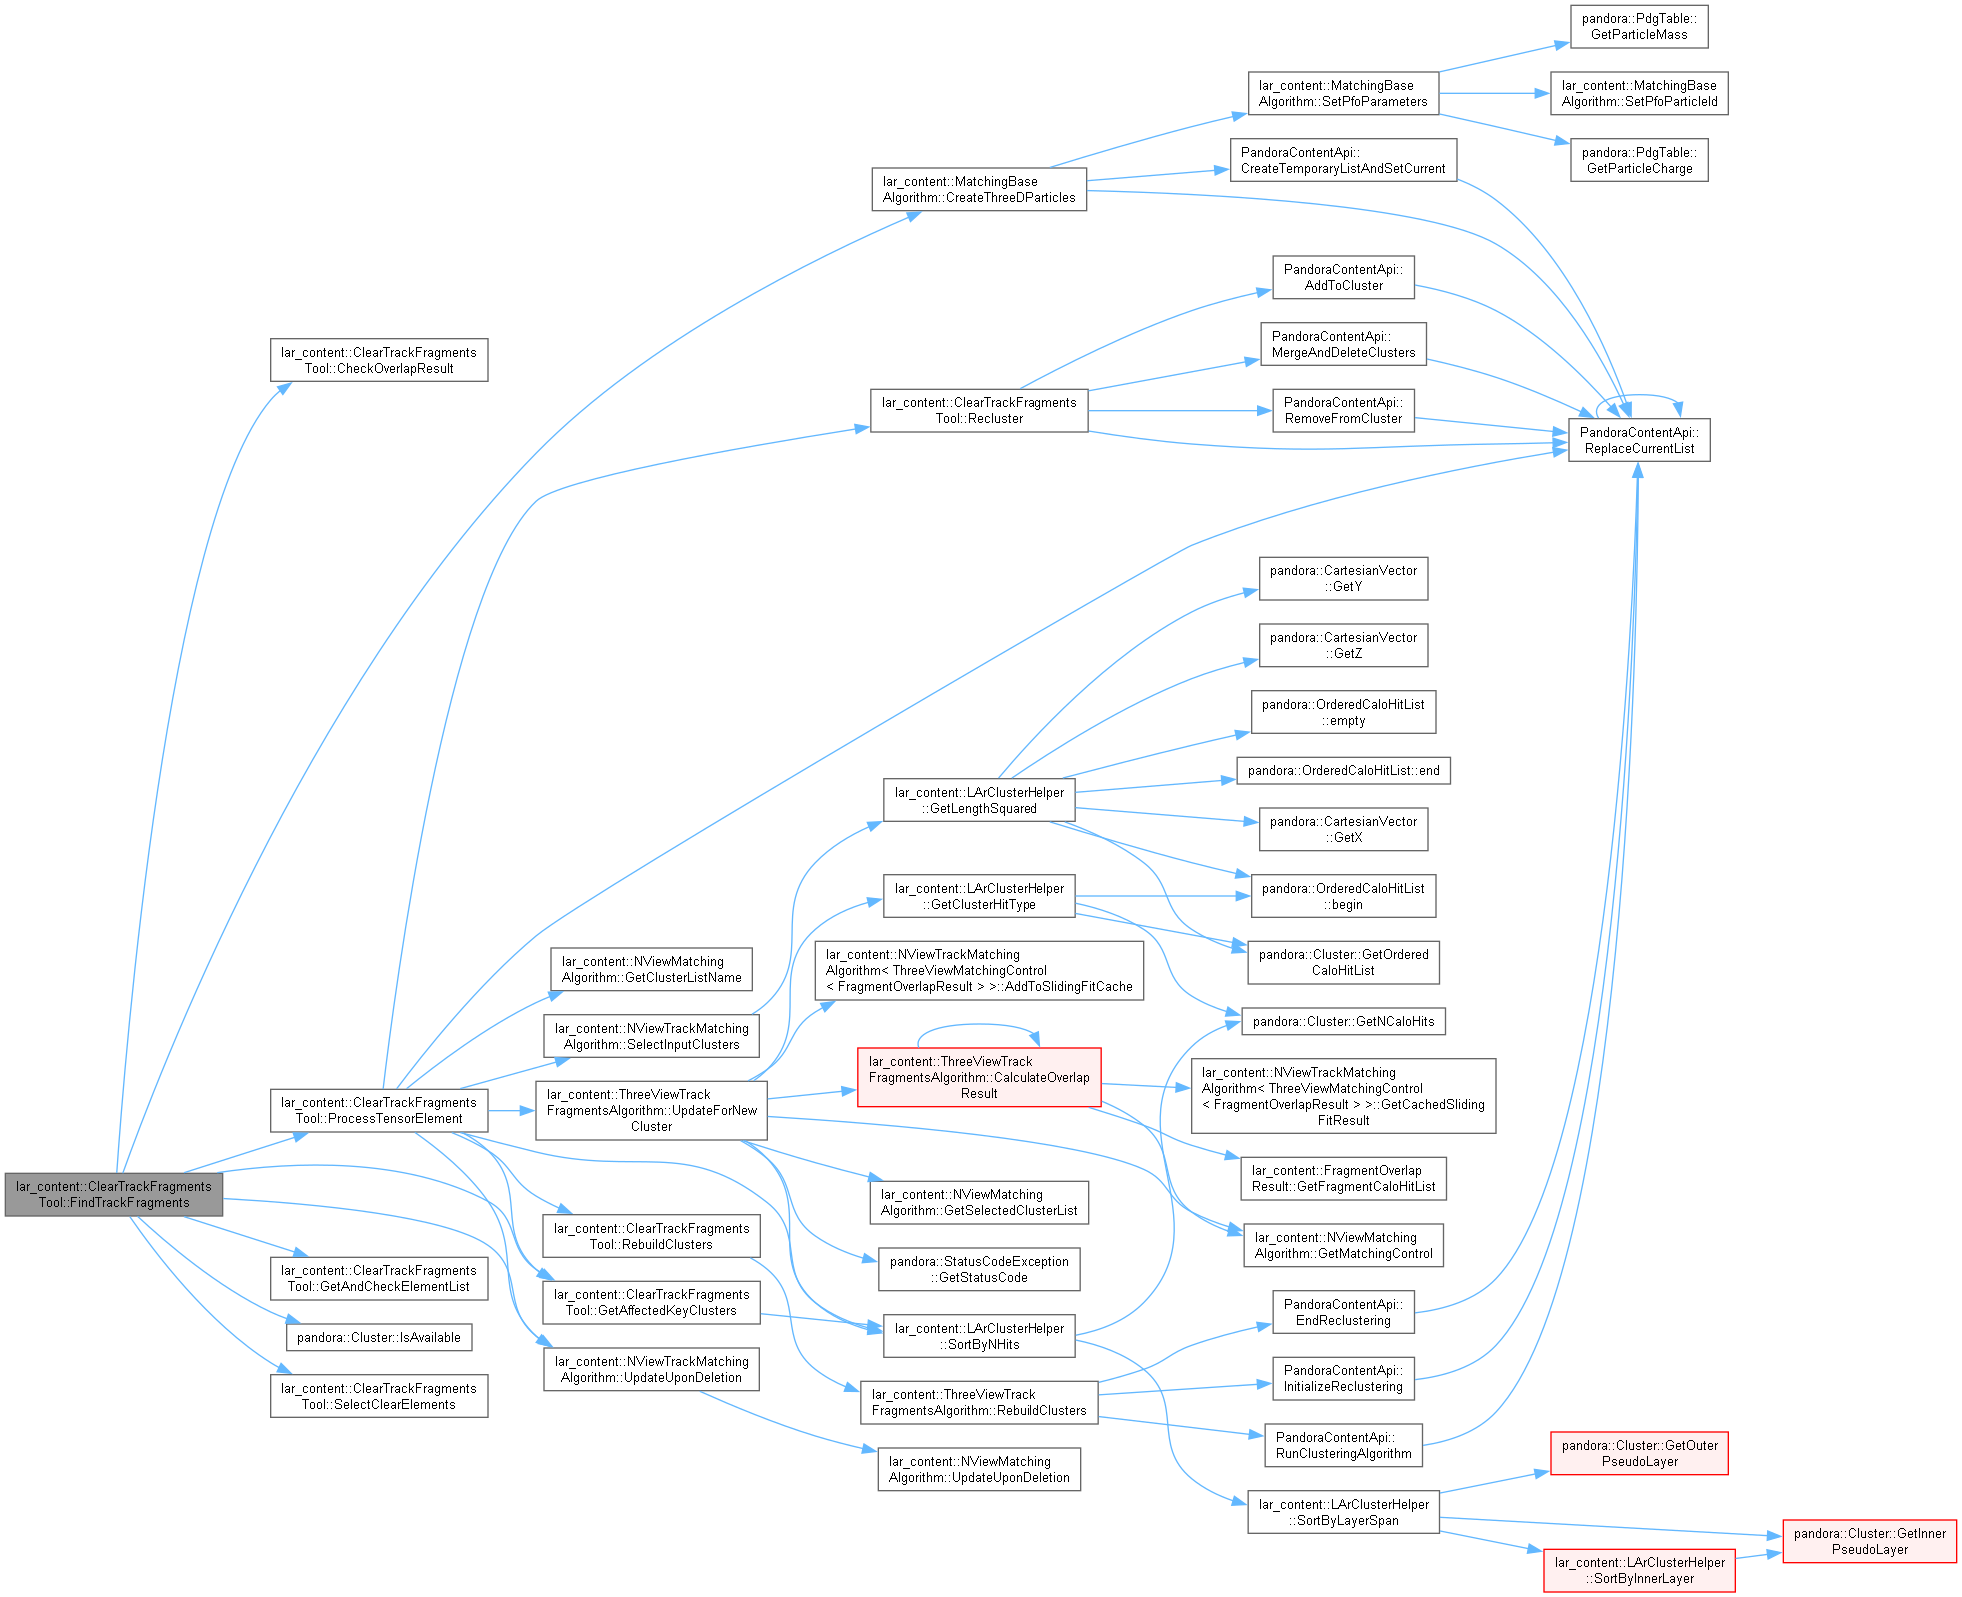 pandora::PdgTable::
GetParticleMass
lar_content::MatchingBase
Algorithm::SetPfoParameters
lar_content::MatchingBase
Algorithm::SetPfoParticleId
pandora::PdgTable::
GetParticleCharge
PandoraContentApi::
CreateTemporaryListAndSetCurrent
lar_content::MatchingBase
Algorithm::CreateThreeDParticles
PandoraContentApi::
AddToCluster
lar_content::ClearTrackFragments
Tool::CheckOverlapResult
PandoraContentApi::
MergeAndDeleteClusters
lar_content::ClearTrackFragments
Tool::Recluster
PandoraContentApi::
RemoveFromCluster
PandoraContentApi::
ReplaceCurrentList
pandora::CartesianVector
::GetY
pandora::CartesianVector
::GetZ
pandora::OrderedCaloHitList
::empty
pandora::OrderedCaloHitList::end
lar_content::LArClusterHelper
::GetLengthSquared
pandora::CartesianVector
::GetX
lar_content::LArClusterHelper
::GetClusterHitType
pandora::OrderedCaloHitList
::begin
lar_content::NViewMatching
Algorithm::GetClusterListName
lar_content::NViewTrackMatching
Algorithm< ThreeViewMatchingControl
< FragmentOverlapResult > >::AddToSlidingFitCache
pandora::Cluster::GetOrdered
CaloHitList
lar_content::NViewTrackMatching
Algorithm::SelectInputClusters
pandora::Cluster::GetNCaloHits
lar_content::ClearTrackFragments
Tool::ProcessTensorElement
lar_content::ThreeViewTrack
FragmentsAlgorithm::UpdateForNew
Cluster
lar_content::ThreeViewTrack
FragmentsAlgorithm::CalculateOverlap
Result
lar_content::NViewTrackMatching
Algorithm< ThreeViewMatchingControl
< FragmentOverlapResult > >::GetCachedSliding
FitResult
lar_content::ClearTrackFragments
Tool::FindTrackFragments
lar_content::NViewMatching
Algorithm::GetSelectedClusterList
lar_content::FragmentOverlap
Result::GetFragmentCaloHitList
lar_content::ClearTrackFragments
Tool::RebuildClusters
lar_content::NViewMatching
Algorithm::GetMatchingControl
lar_content::ClearTrackFragments
Tool::GetAndCheckElementList
pandora::StatusCodeException
::GetStatusCode
lar_content::ClearTrackFragments
Tool::GetAffectedKeyClusters
PandoraContentApi::
EndReclustering
pandora::Cluster::IsAvailable
lar_content::LArClusterHelper
::SortByNHits
lar_content::NViewTrackMatching
Algorithm::UpdateUponDeletion
PandoraContentApi::
InitializeReclustering
lar_content::ClearTrackFragments
Tool::SelectClearElements
lar_content::ThreeViewTrack
FragmentsAlgorithm::RebuildClusters
PandoraContentApi::
RunClusteringAlgorithm
lar_content::NViewMatching
Algorithm::UpdateUponDeletion
pandora::Cluster::GetOuter
PseudoLayer
lar_content::LArClusterHelper
::SortByLayerSpan
pandora::Cluster::GetInner
PseudoLayer
lar_content::LArClusterHelper
::SortByInnerLayer